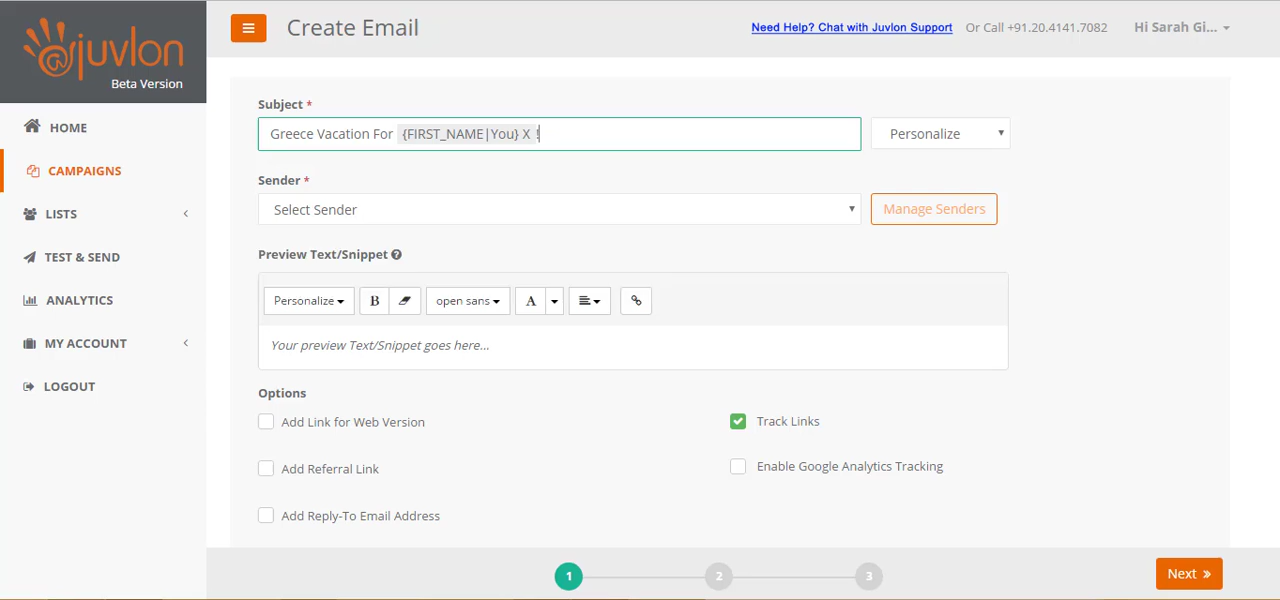 juvlon
Beta Version
Create Email
Need Help? Chat with Juvlon Support Or Call +91.20.4141.7082 Hi Sarah Gi...
HOME
CAMPAIGNS
LISTS
TEST & SEND
ANALYTICS
MY ACCOUNT
LOGOUT
Subject *
Greece Vacation For {FIRST_NAME|You} X !
Personalize
Sender *
Select Sender
Manage Senders
Preview Text/Snippet ?
Personalize B open sans A
Your preview Text/Snippet goes here...
Options
Add Link for Web Version
Track Links
Add Referral Link
Enable Google Analytics Tracking
Add Reply-To Email Address
1 2 3
Next »